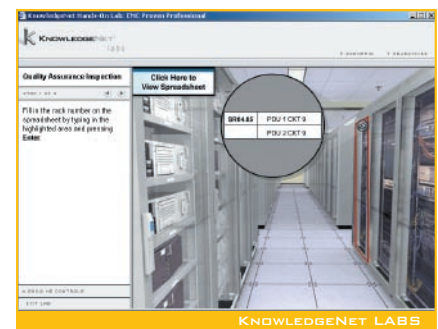 KnowledgeNet Hands-On Lab: EMC Proven Professional
KNOWLEDGENET
LABS
Quality Assurance Inspection
Fill in the rack number on the
spreadsheet by typing in the
highlighted area and pressing
Enter.
Click Here to
View Spreadsheet
PDU 1 CKT 9
PDU 2 CKT 9
EXIT LAB
KNOWLEDGENET LABS